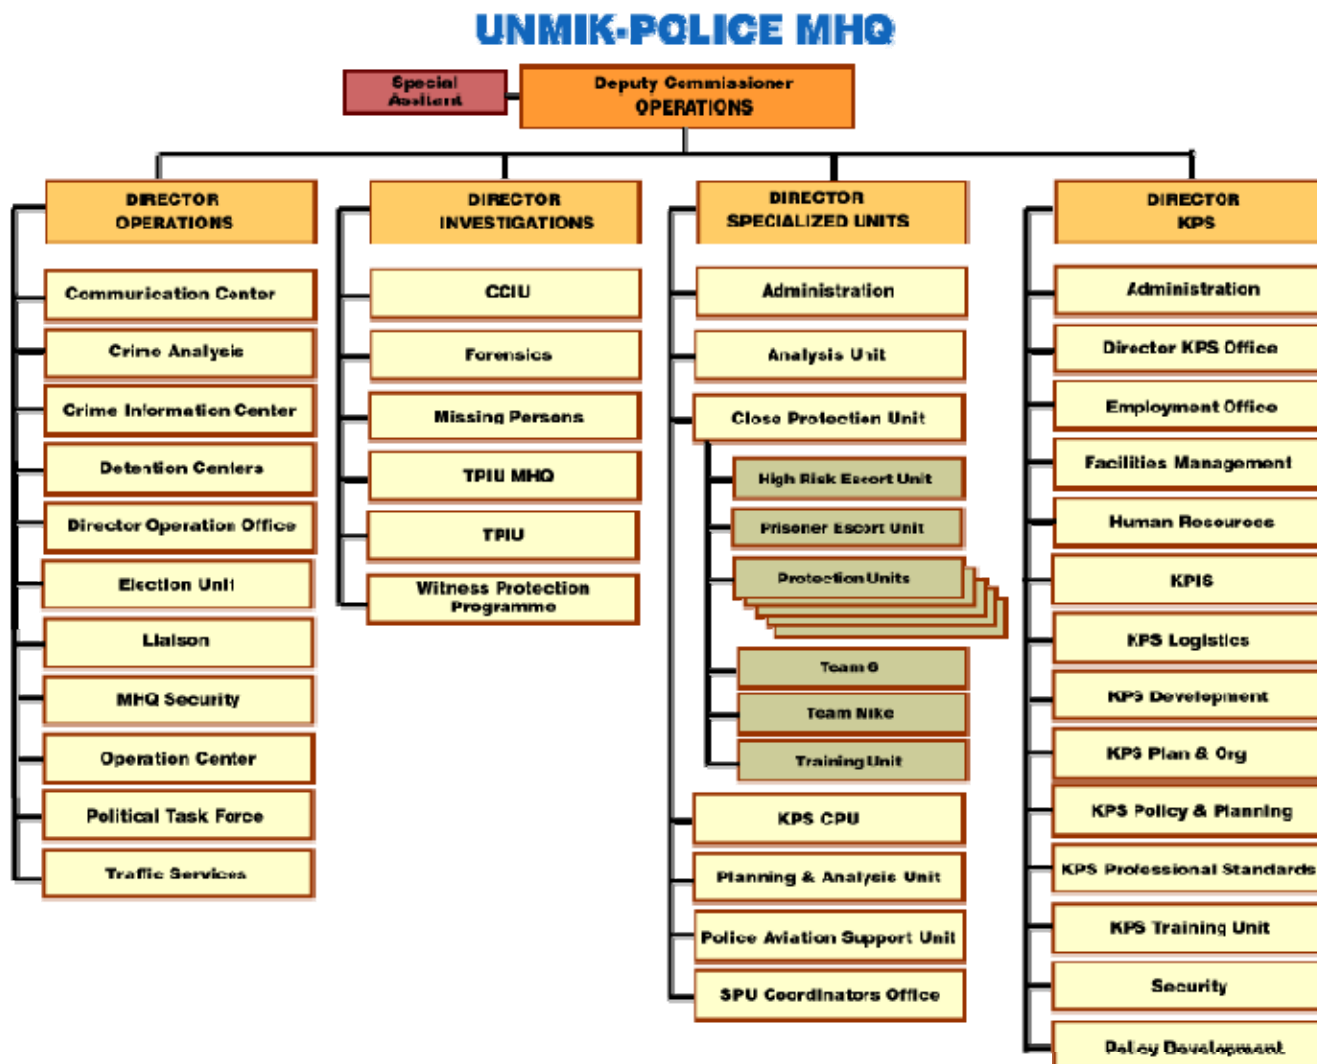 UNMIK-POLICE MHQ
Special
Assitant
Deputy Commissioner
OPERATIONS
DIRECTOR
OPERATIONS
Communication Center
Crime Analysis
Crime Information Center
Detention Centers
Director Operation Office
Election Unit
Liaison
MHQ Security
Operation Center
Political Task Force
Traffic Services
DIRECTOR
INVESTIGATIONS
CCIU
Forensics
Missing Persons
TPIU MHQ
TPIU
Witness Protection
Programme
DIRECTOR
SPECIALIZED UNITS
Administration
Analysis Unit
Close Protection Unit
High Risk Escort Unit
Prisoner Escort Unit
Protection Units
Team 6
Team Nike
Training Unit
KPS CPU
Planning & Analysis Unit
Police Aviation Support Unit
SPU Coordinators Office
DIRECTOR
KPS
Administration
Director KPS Office
Employment Office
Facilities Management
Human Resources
KPIS
KPS Logistics
KPS Development
KPS Plan & Org
KPS Policy & Planning
KPS Professional Standards
KPS Training Unit
Security
Policy Development